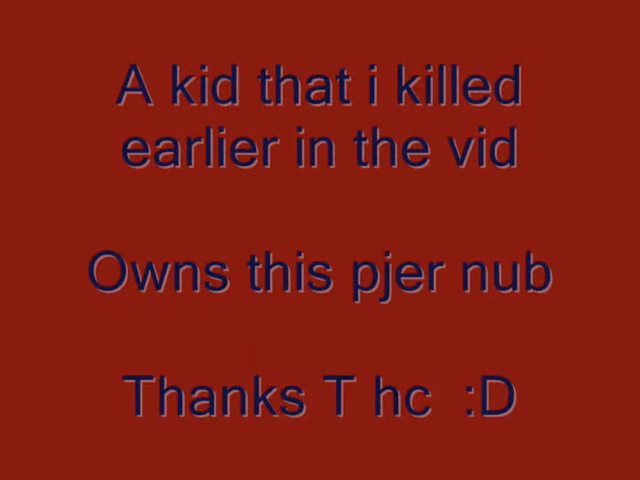 A kid that i killed
earlier in the vid
Owns this pjer nub
Thanks T hc  :D